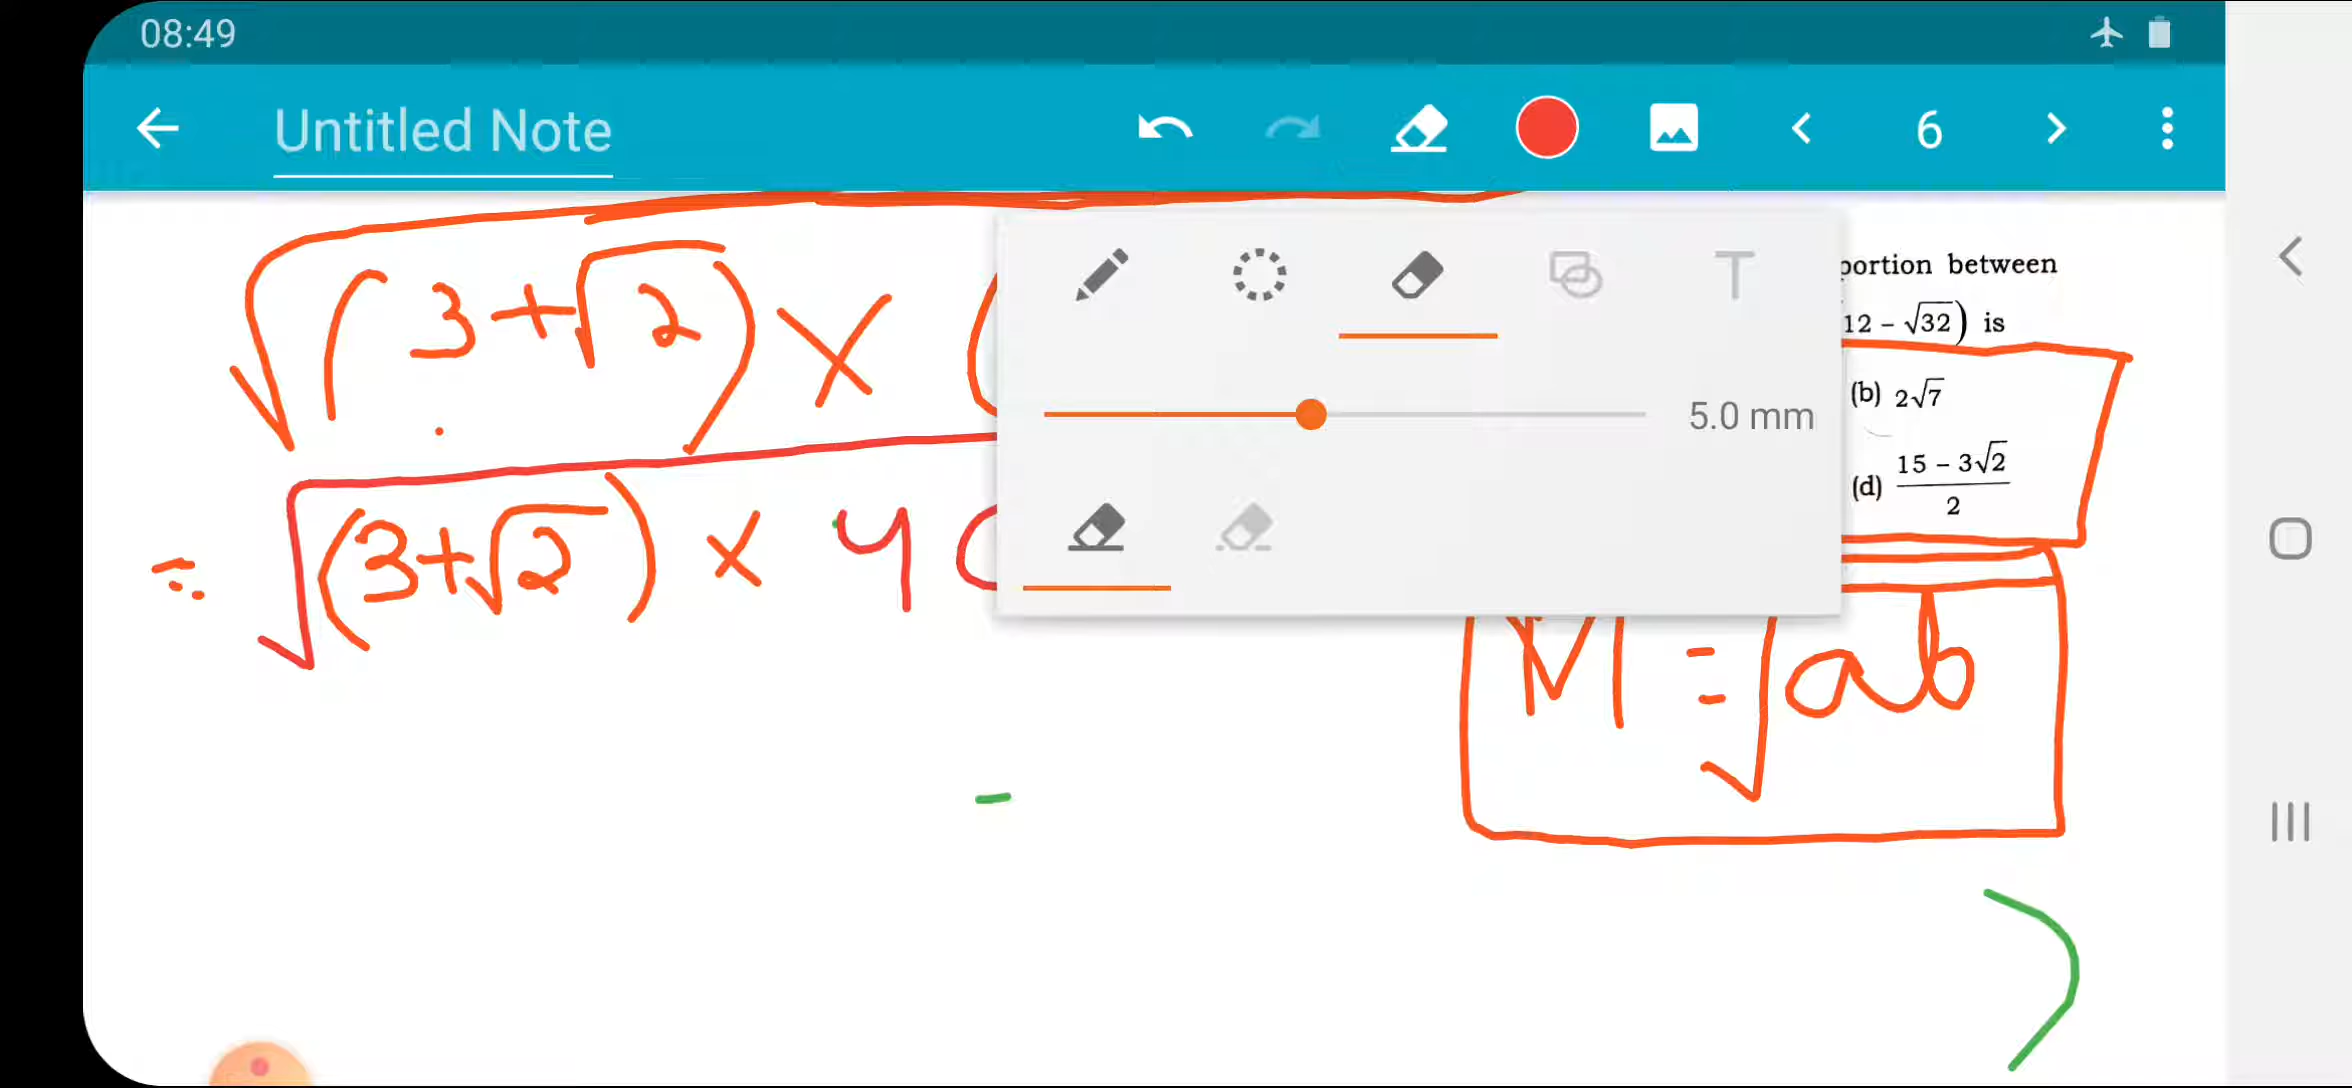 08:49
Untitled Note
6
portion between
12 - √32) is
(b) 2√7
(d) 15 - 3√2 / 2
5.0 mm
√(3+√2) × (
= √(3+√2) × 4 (
M = √ab